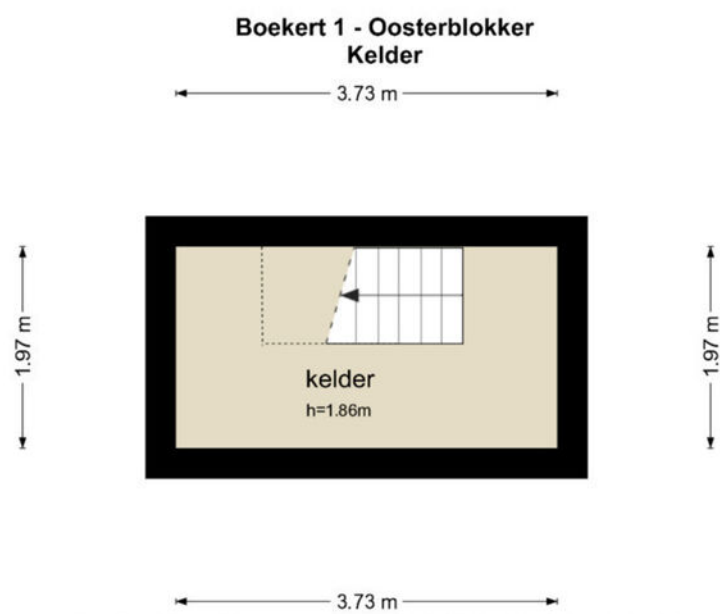 Boekert 1 - Oosterblokker
Kelder
3.73 m
1.97 m
1.97 m
kelder
h=1.86m
3.73 m